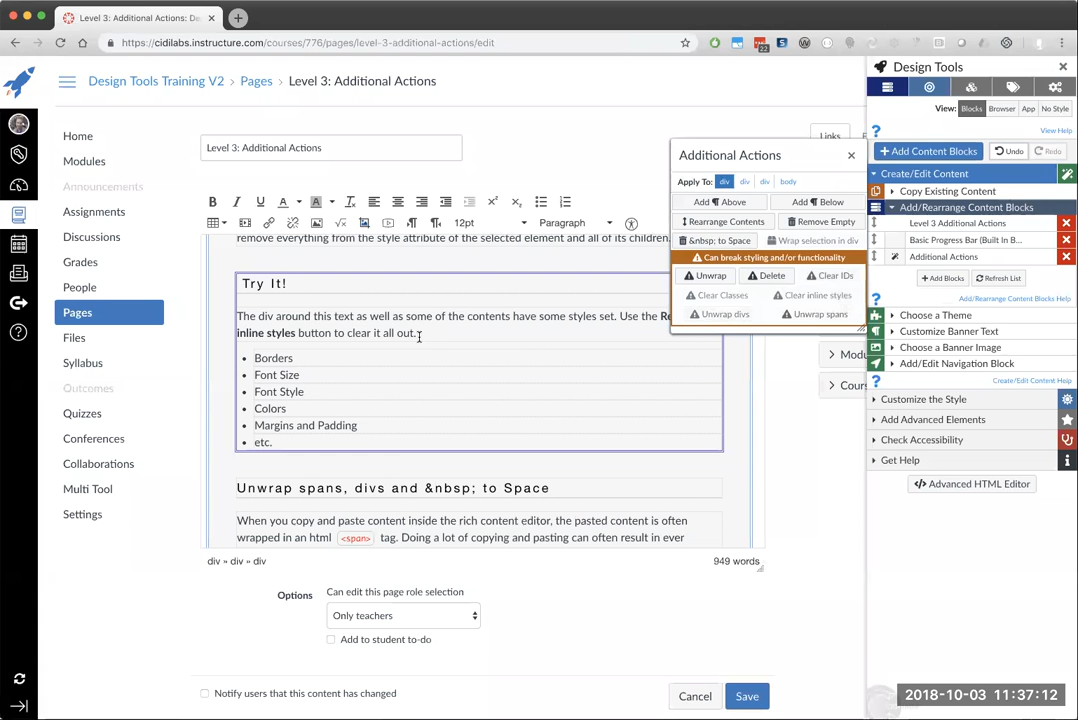 Level 3: Additional Actions: De
https://cidilabs.instructure.com/courses/776/pages/level-3-additional-actions/edit
22
Design Tools Training V2 > Pages > Level 3: Additional Actions
Home
Modules
Announcements
Assignments
Discussions
Grades
People
Pages
Files
Syllabus
Outcomes
Quizzes
Conferences
Collaborations
Multi Tool
Settings
Level 3: Additional Actions
Links
12pt
Paragraph
remove everything from the style attribute of the selected element and all of its children.
Try It!
The div around this text as well as some of the contents have some styles set. Use the Re
inline styles button to clear it all out.
Borders
Font Size
Font Style
Colors
Margins and Padding
etc.
Unwrap spans, divs and &nbsp; to Space
When you copy and paste content inside the rich content editor, the pasted content is often
wrapped in an html <span> tag. Doing a lot of copying and pasting can often result in ever
div » div » div
949 words
Options
Can edit this page role selection
Only teachers
Add to student to-do
Notify users that this content has changed
Cancel
Save
Modu
Cours
Additional Actions
Apply To: div div div body
Add ¶ Above
Add ¶ Below
Rearrange Contents
Remove Empty
&nbsp; to Space
Wrap selection in div
Can break styling and/or functionality
Unwrap
Delete
Clear IDs
Clear Classes
Clear inline styles
Unwrap divs
Unwrap spans
Design Tools
View: Blocks Browser App No Style
View Help
Add Content Blocks
Undo
Redo
Create/Edit Content
Copy Existing Content
Add/Rearrange Content Blocks
Level 3 Additional Actions
Basic Progress Bar (Built In B...
Additional Actions
Add Blocks
Refresh List
Add/Rearrange Content Blocks Help
Choose a Theme
Customize Banner Text
Choose a Banner Image
Add/Edit Navigation Block
Create/Edit Content Help
Customize the Style
Add Advanced Elements
Check Accessibility
Get Help
Advanced HTML Editor
2018-10-03 11:37:12